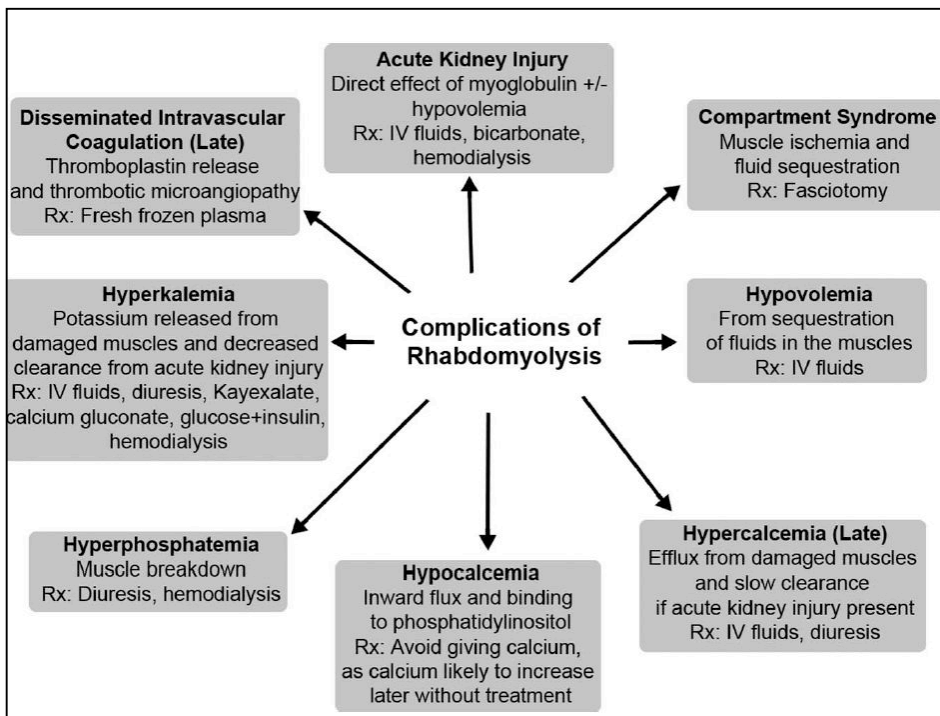 Acute Kidney Injury
Direct effect of myoglobulin +/-
hypovolemia
Rx: IV fluids, bicarbonate,
hemodialysis
Disseminated Intravascular
Coagulation (Late)
Thromboplastin release
and thrombotic microangiopathy
Rx: Fresh frozen plasma
Compartment Syndrome
Muscle ischemia and
fluid sequestration
Rx: Fasciotomy
Hyperkalemia
Potassium released from
damaged muscles and decreased
clearance from acute kidney injury
Rx: IV fluids, diuresis, Kayexalate,
calcium gluconate, glucose+insulin,
hemodialysis
Complications of
Rhabdomyolysis
Hypovolemia
From sequestration
of fluids in the muscles
Rx: IV fluids
Hyperphosphatemia
Muscle breakdown
Rx: Diuresis, hemodialysis
Hypocalcemia
Inward flux and binding
to phosphatidylinositol
Rx: Avoid giving calcium,
as calcium likely to increase
later without treatment
Hypercalcemia (Late)
Efflux from damaged muscles
and slow clearance
if acute kidney injury present
Rx: IV fluids, diuresis